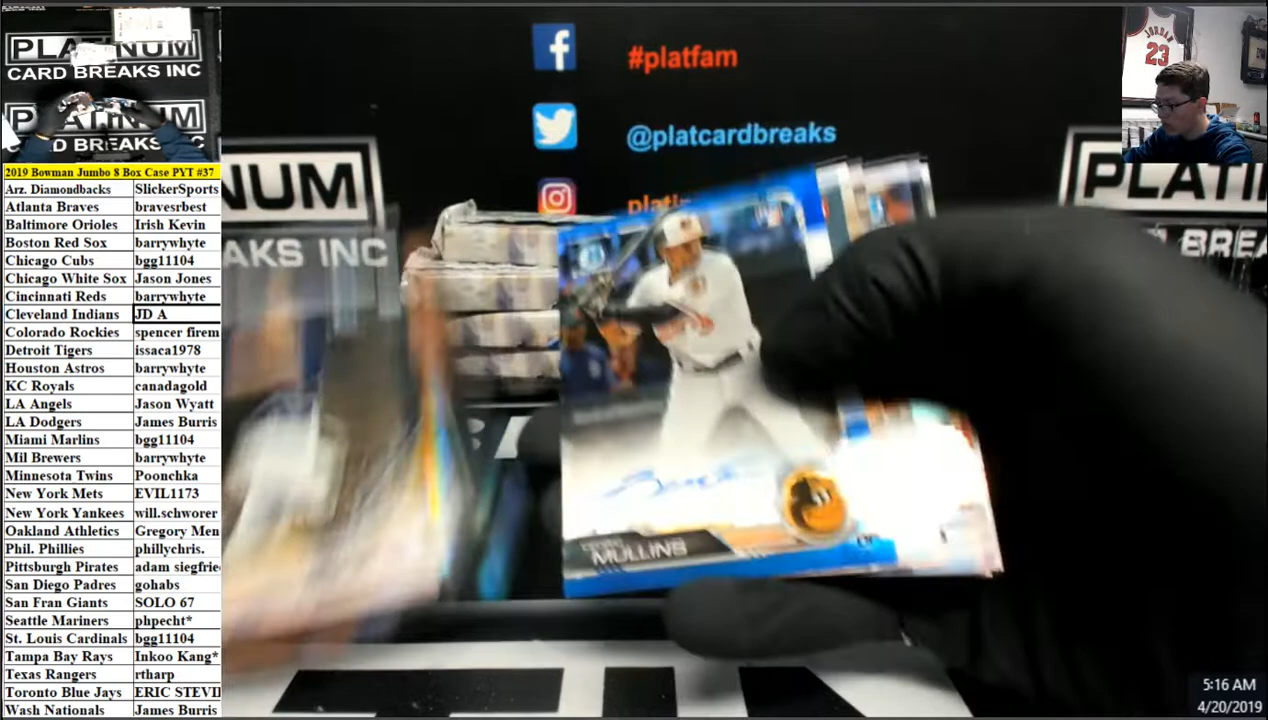 PLATINUM
CARD BREAKS INC
PLATINUM
D BREAKS INC
2019 Bowman Jumbo 8 Box Case PYT #37
Arz. Diamondbacks SlickerSports
Atlanta Braves bravesrbest
Baltimore Orioles Irish Kevin
Boston Red Sox barrywhyte
Chicago Cubs bgg11104
Chicago White Sox Jason Jones
Cincinnati Reds barrywhyte
Cleveland Indians JD A
Colorado Rockies spencer firem
Detroit Tigers issaca1978
Houston Astros barrywhyte
KC Royals canadagold
LA Angels Jason Wyatt
LA Dodgers James Burris
Miami Marlins bgg11104
Mil Brewers barrywhyte
Minnesota Twins Poonchka
New York Mets EVIL1173
New York Yankees will.schworer
Oakland Athletics Gregory Men
Phil. Phillies phillychris.
Pittsburgh Pirates adam siegfrie
San Diego Padres gohabs
San Fran Giants SOLO 67
Seattle Mariners phpecht*
St. Louis Cardinals bgg11104
Tampa Bay Rays Inkoo Kang*
Texas Rangers rtharp
Toronto Blue Jays ERIC STEVI
Wash Nationals James Burris
#platfam
@platcardbreaks
plati
NUM
AKS INC
PLATI
BREA
MULLINS
JORDAN
23
5:16 AM
4/20/2019